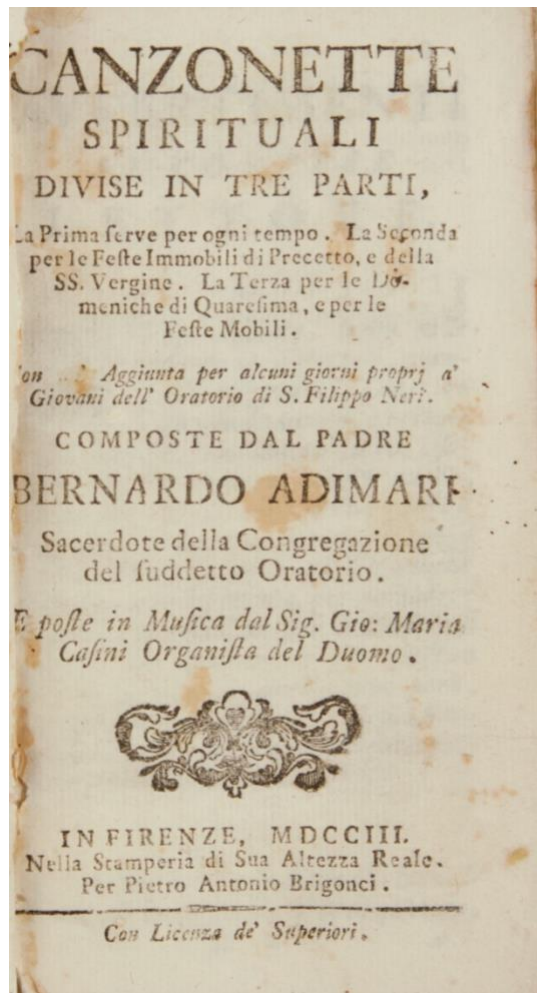 CANZONETTE
SPIRITUALI
DIVISE IN TRE PARTI,
La Prima ſerve per ogni tempo. La Seconda
per le Feſte Immobili di Precetto, e della
SS. Vergine. La Terza per le Do-
meniche di Quareſima, e per le
Feſte Mobili.
Aggiunta per alcuni giorni proprj a'
Giovani dell' Oratorio di S. Filippo Neri.
COMPOSTE DAL PADRE
BERNARDO ADIMARI
Sacerdote della Congregazione
del ſuddetto Oratorio.
E poſte in Muſica dal Sig. Gio: Maria
Caſini Organiſta del Duomo.
IN FIRENZE, MDCCIII.
Nella Stamperia di Sua Altezza Reale.
Per Pietro Antonio Brigonci.
Con Licenza de' Superiori.